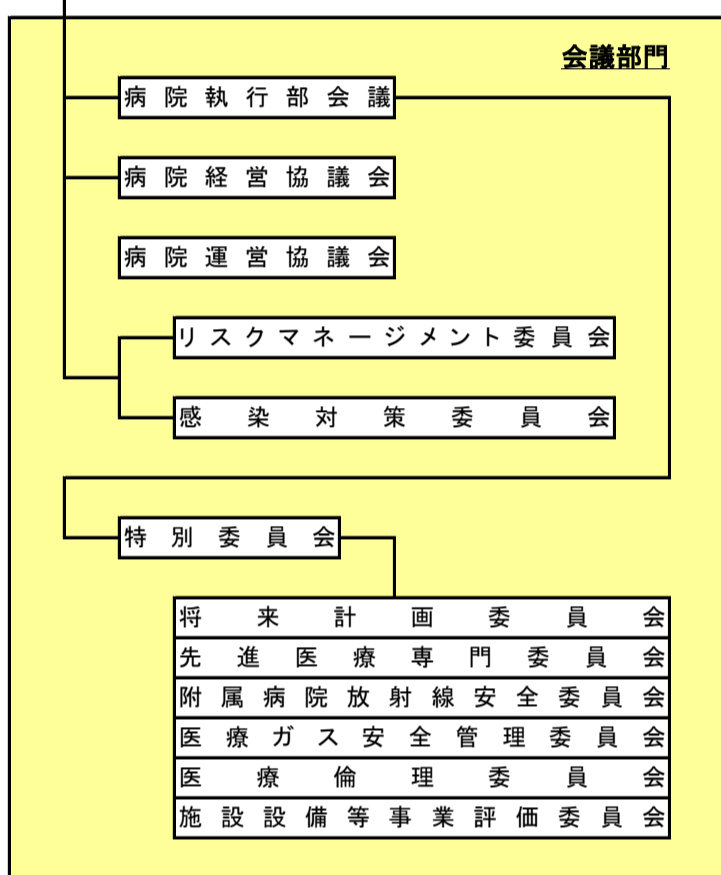 会議部門
病院執行部会議
病院経営協議会
病院運営協議会
リスクマネージメント委員会
感染対策委員会
特別委員会
将来計画委員会
先進医療専門委員会
附属病院放射線安全委員会
医療ガス安全管理委員会
医療倫理委員会
施設設備等事業評価委員会